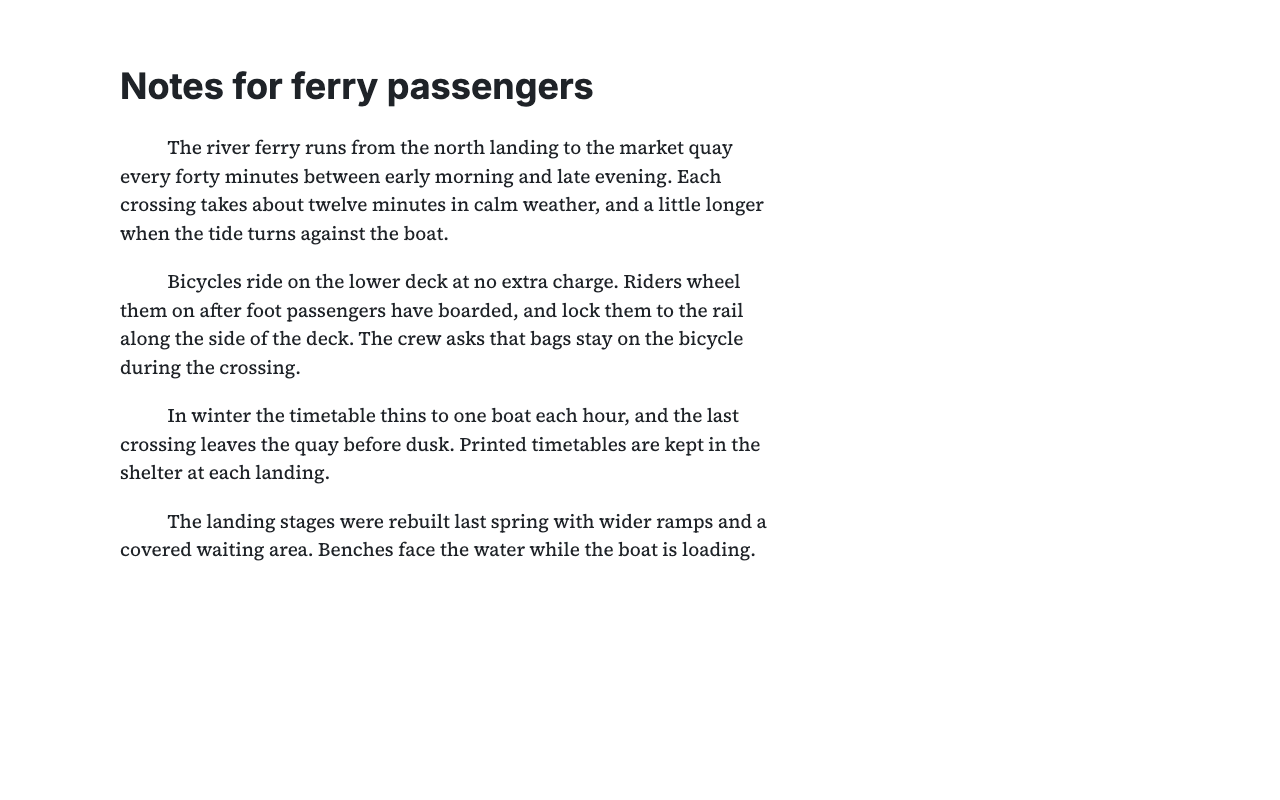 Notes for ferry passengers
The river ferry runs from the north landing to the market quay
every forty minutes between early morning and late evening. Each
crossing takes about twelve minutes in calm weather, and a little longer
when the tide turns against the boat.
Bicycles ride on the lower deck at no extra charge. Riders wheel
them on after foot passengers have boarded, and lock them to the rail
along the side of the deck. The crew asks that bags stay on the bicycle
during the crossing.
In winter the timetable thins to one boat each hour, and the last
crossing leaves the quay before dusk. Printed timetables are kept in the
shelter at each landing.
The landing stages were rebuilt last spring with wider ramps and a
covered waiting area. Benches face the water while the boat is loading.